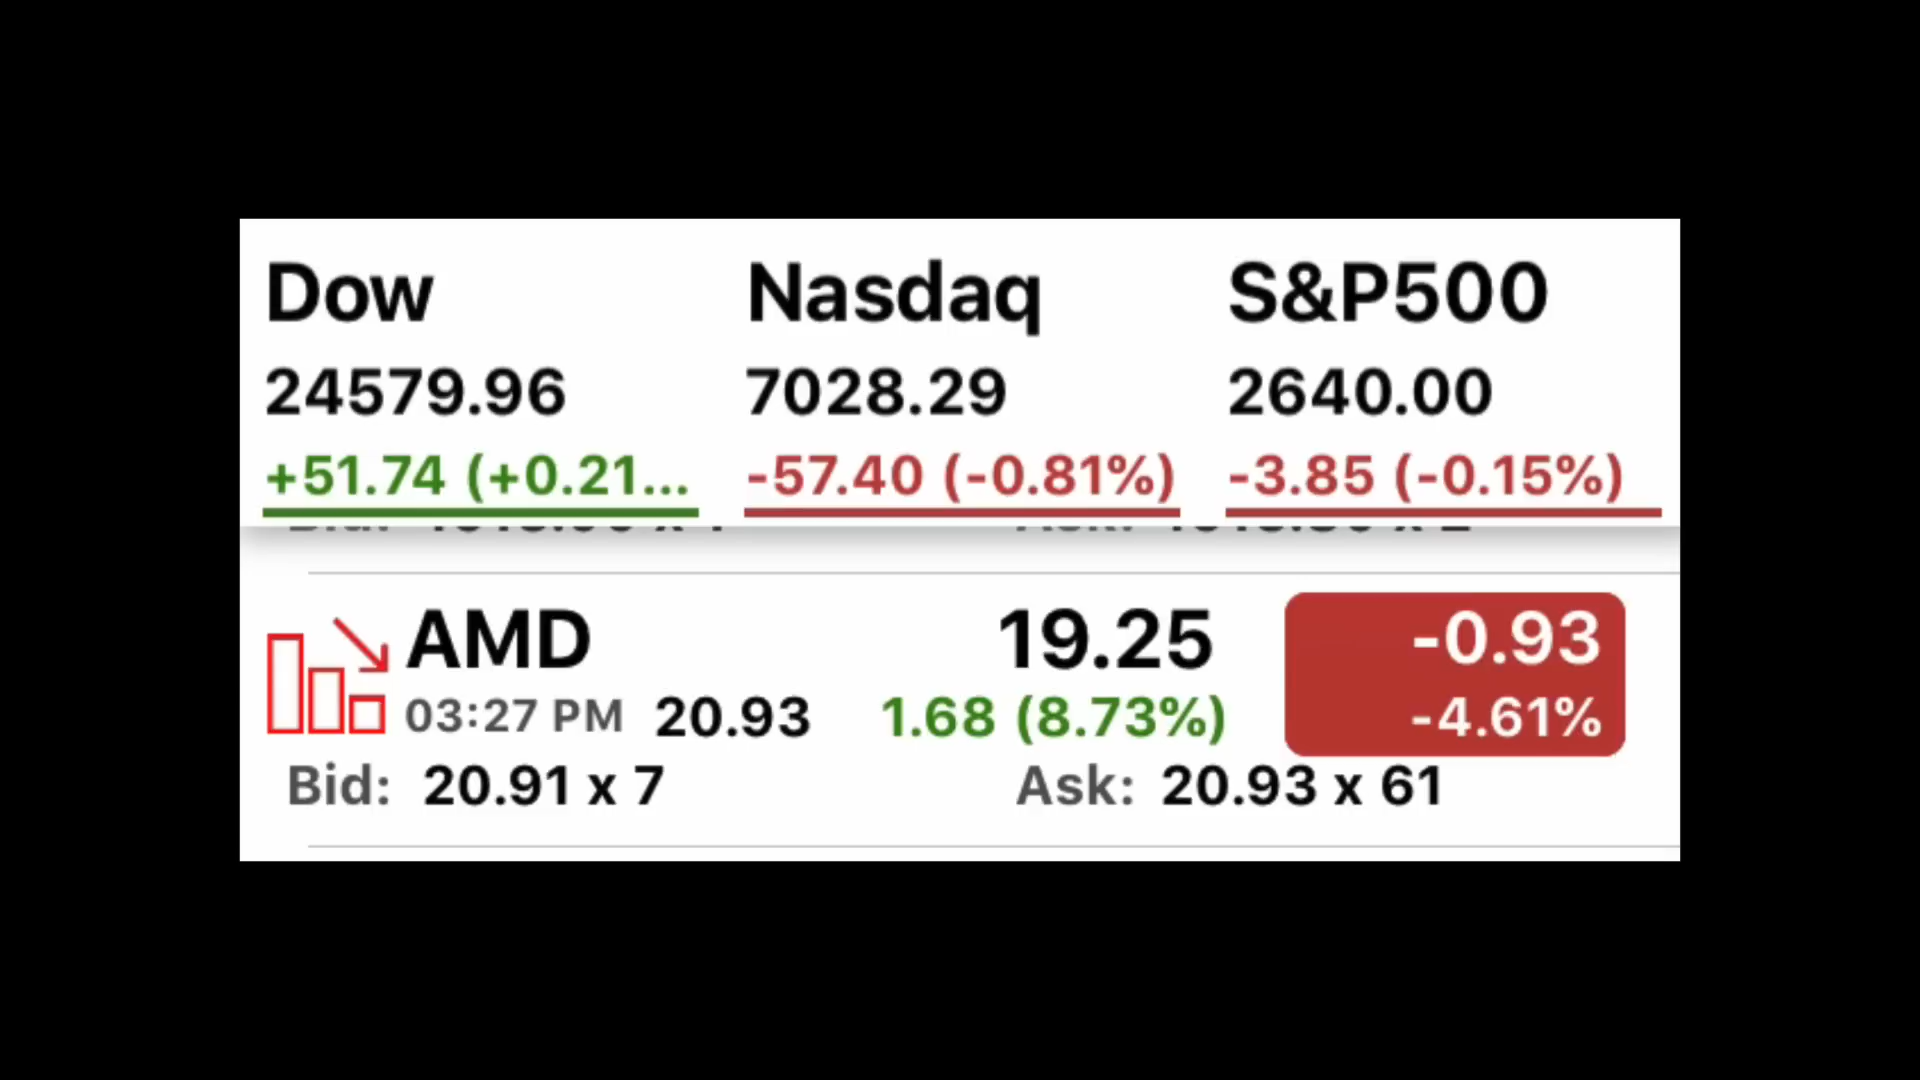 Dow Nasdaq S&P500
24579.96 7028.29 2640.00
+51.74 (+0.21... -57.40 (-0.81%) -3.85 (-0.15%)
AMD 19.25 -0.93
03:27 PM 20.93 1.68 (8.73%) -4.61%
Bid: 20.91 x 7 Ask: 20.93 x 61